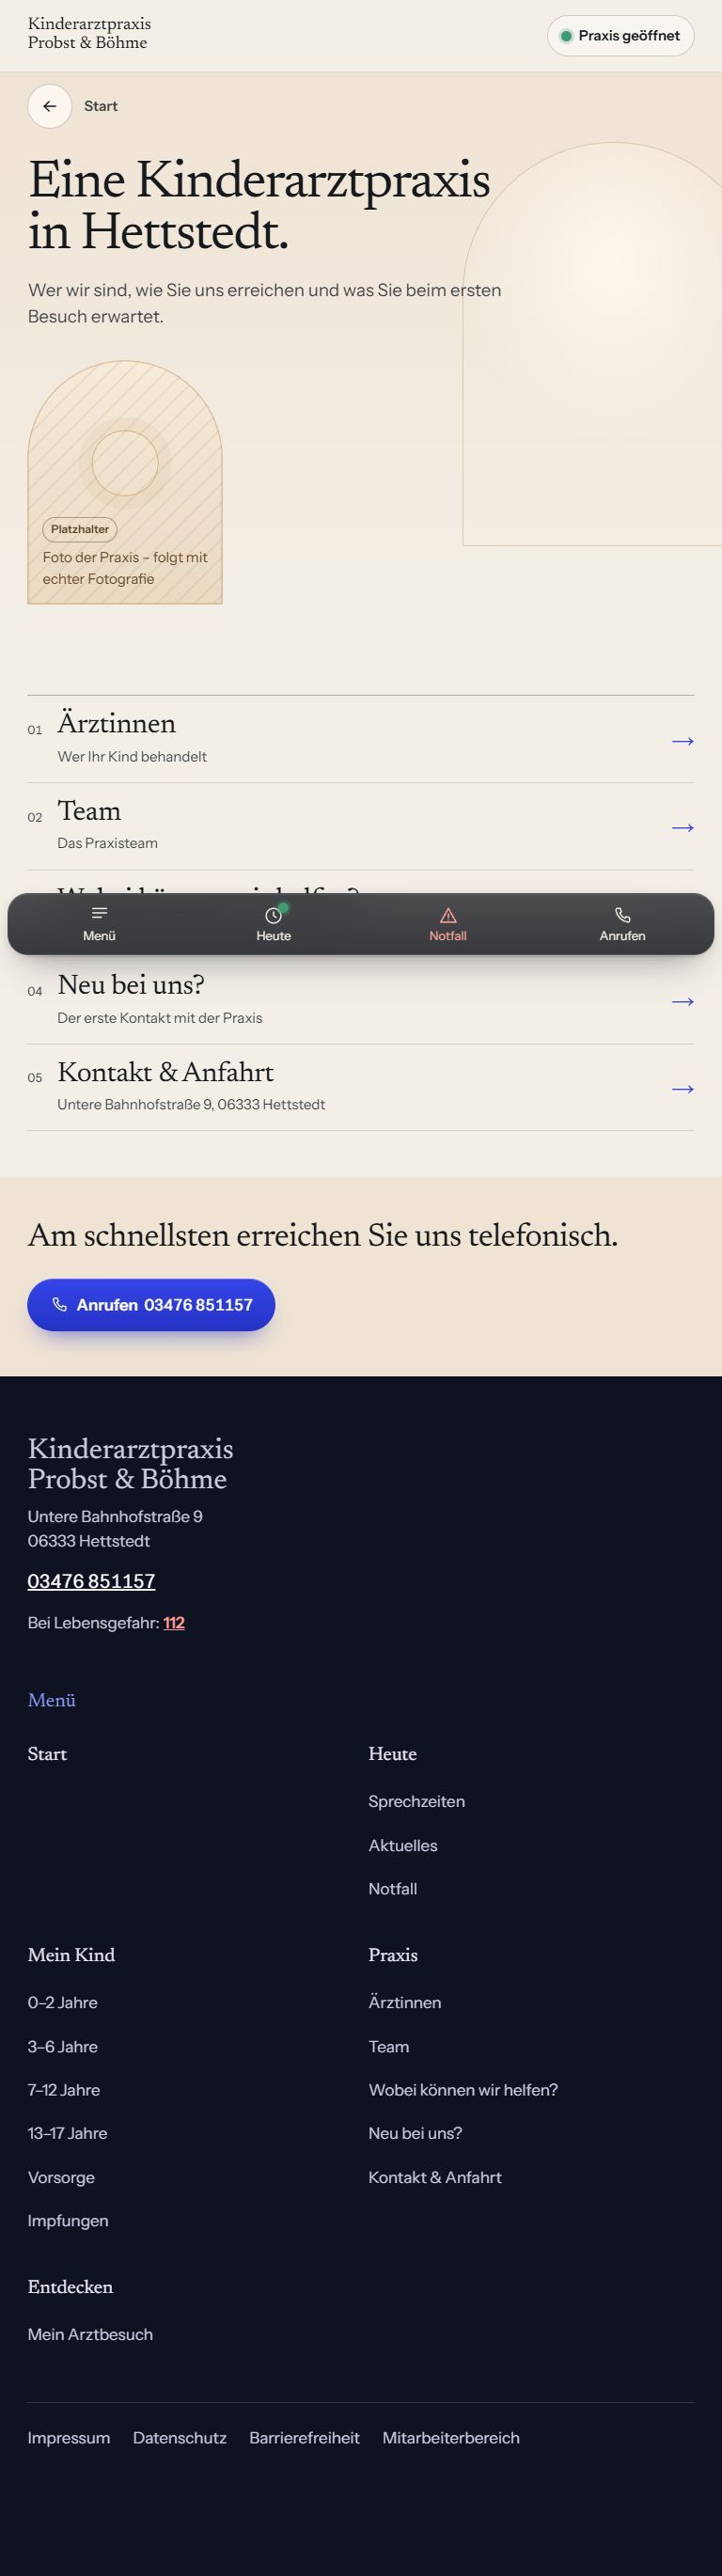 Kinderarztpraxis
Probst & Böhme
Praxis geöffnet
Start
Eine Kinderarztpraxis
in Hettstedt.
Wer wir sind, wie Sie uns erreichen und was Sie beim ersten
Besuch erwartet.
Platzhalter
Foto der Praxis – folgt mit
echter Fotografie
01 Ärztinnen
Wer Ihr Kind behandelt
02 Team
Das Praxisteam
Menü
Heute
Notfall
Anrufen
04 Neu bei uns?
Der erste Kontakt mit der Praxis
05 Kontakt & Anfahrt
Untere Bahnhofstraße 9, 06333 Hettstedt
Am schnellsten erreichen Sie uns telefonisch.
Anrufen 03476 851157
Kinderarztpraxis
Probst & Böhme
Untere Bahnhofstraße 9
06333 Hettstedt
03476 851157
Bei Lebensgefahr: 112
Menü
Start
Heute
Sprechzeiten
Aktuelles
Notfall
Mein Kind
0–2 Jahre
3–6 Jahre
7–12 Jahre
13–17 Jahre
Vorsorge
Impfungen
Praxis
Ärztinnen
Team
Wobei können wir helfen?
Neu bei uns?
Kontakt & Anfahrt
Entdecken
Mein Arztbesuch
Impressum Datenschutz Barrierefreiheit Mitarbeiterbereich